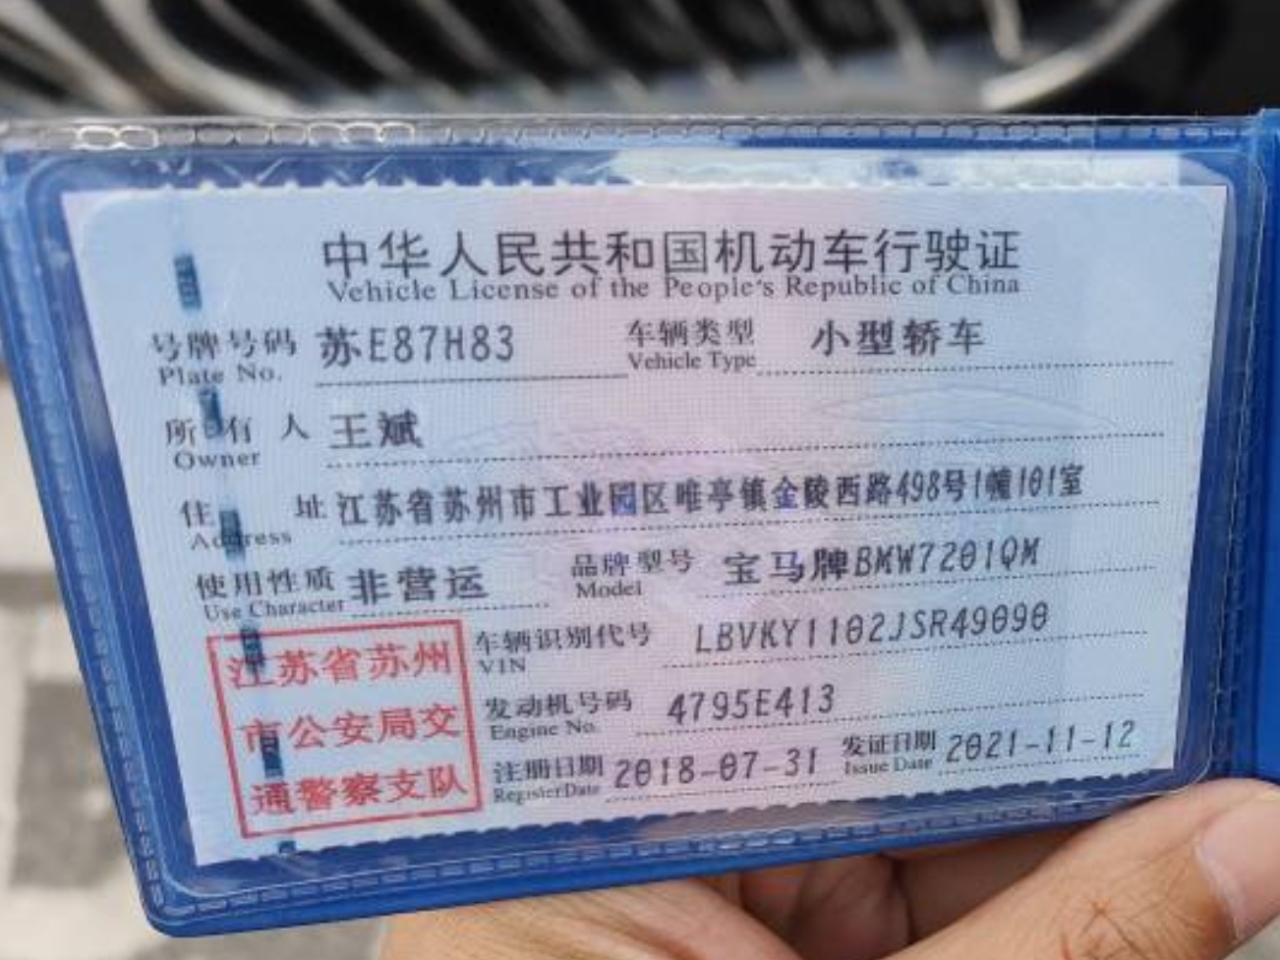 中华人民共和国机动车行驶证
Vehicle License of the People's Republic of China
号牌号码 苏E87H83 车辆类型 小型轿车
Plate No. Vehicle Type
所有人 王斌
Owner
住址 江苏省苏州市工业园区唯亭镇金陵西路498号1幢101室
Address
使用性质 非营运 品牌型号 宝马牌BMW7201QM
Use Character Model
江苏省苏州
市公安局交
通警察支队
车辆识别代号 LBVKY1102JSR49090
VIN
发动机号码 4795E413
Engine No.
注册日期 2018-07-31 发证日期 2021-11-12
Register Date Issue Date